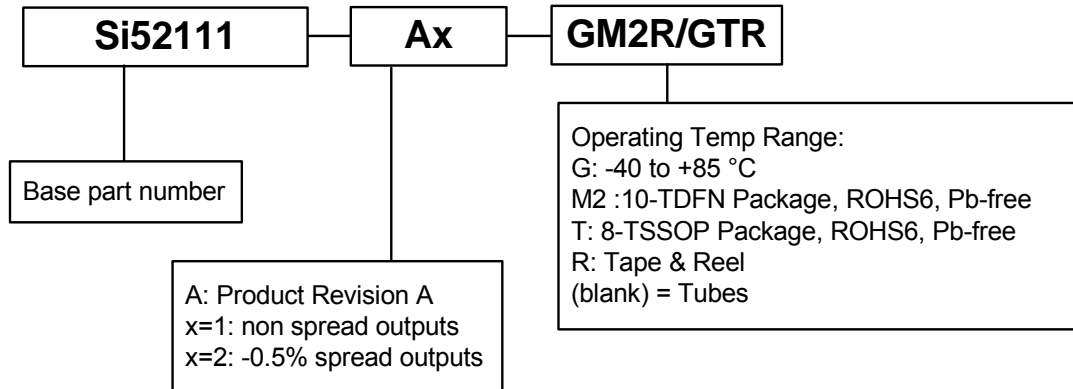 Si52111
Ax
GM2R/GTR
Base part number
Operating Temp Range:
G: -40 to +85 °C
M2 :10-TDFN Package, ROHS6, Pb-free
T: 8-TSSOP Package, ROHS6, Pb-free
R: Tape & Reel
(blank) = Tubes
A: Product Revision A
x=1: non spread outputs
x=2: -0.5% spread outputs